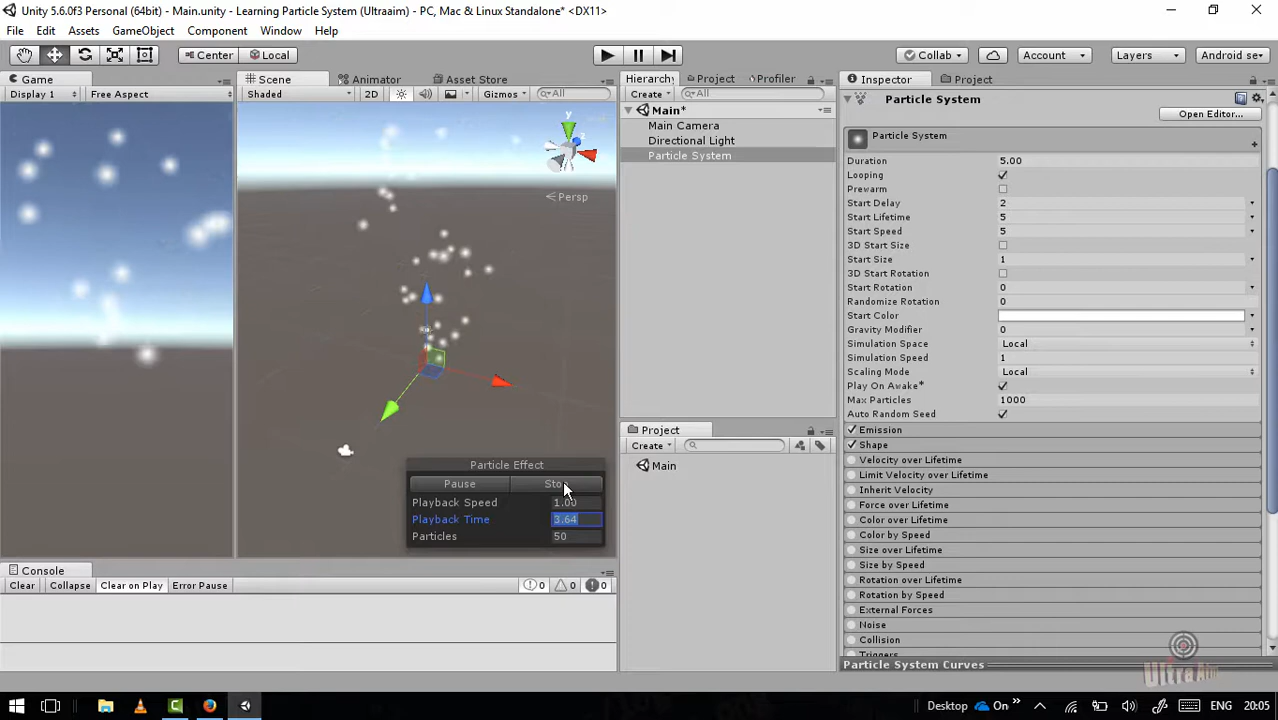 Unity 5.6.0f3 Personal (64bit) - Main.unity - Learning Particle System (Ultraaim) - PC, Mac & Linux Standalone* <DX11>
File Edit Assets GameObject Component Window Help
Center Local Collab Account Layers Android se
Game Scene Animator Asset Store Hierarchy Project Profiler Inspector Project
Display 1 Free Aspect Shaded 2D Gizmos All Create All
Particle System
Open Editor...
Main*
Main Camera
Directional Light
Particle System
y
z
Persp
Particle System
Duration 5.00
Looping
Prewarm
Start Delay 2
Start Lifetime 5
Start Speed 5
3D Start Size
Start Size 1
3D Start Rotation
Start Rotation 0
Randomize Rotation 0
Start Color
Gravity Modifier 0
Simulation Space Local
Simulation Speed 1
Scaling Mode Local
Play On Awake*
Max Particles 1000
Auto Random Seed
Emission
Shape
Velocity over Lifetime
Limit Velocity over Lifetime
Inherit Velocity
Force over Lifetime
Color over Lifetime
Color by Speed
Size over Lifetime
Size by Speed
Rotation over Lifetime
Rotation by Speed
External Forces
Noise
Collision
Triggers
Particle System Curves
Project
Create
Main
Particle Effect
Pause Stop
Playback Speed 1.00
Playback Time 3.64
Particles 50
Console
Clear Collapse Clear on Play Error Pause 0 0 0
Ultra Aim
Desktop On ENG 20:05